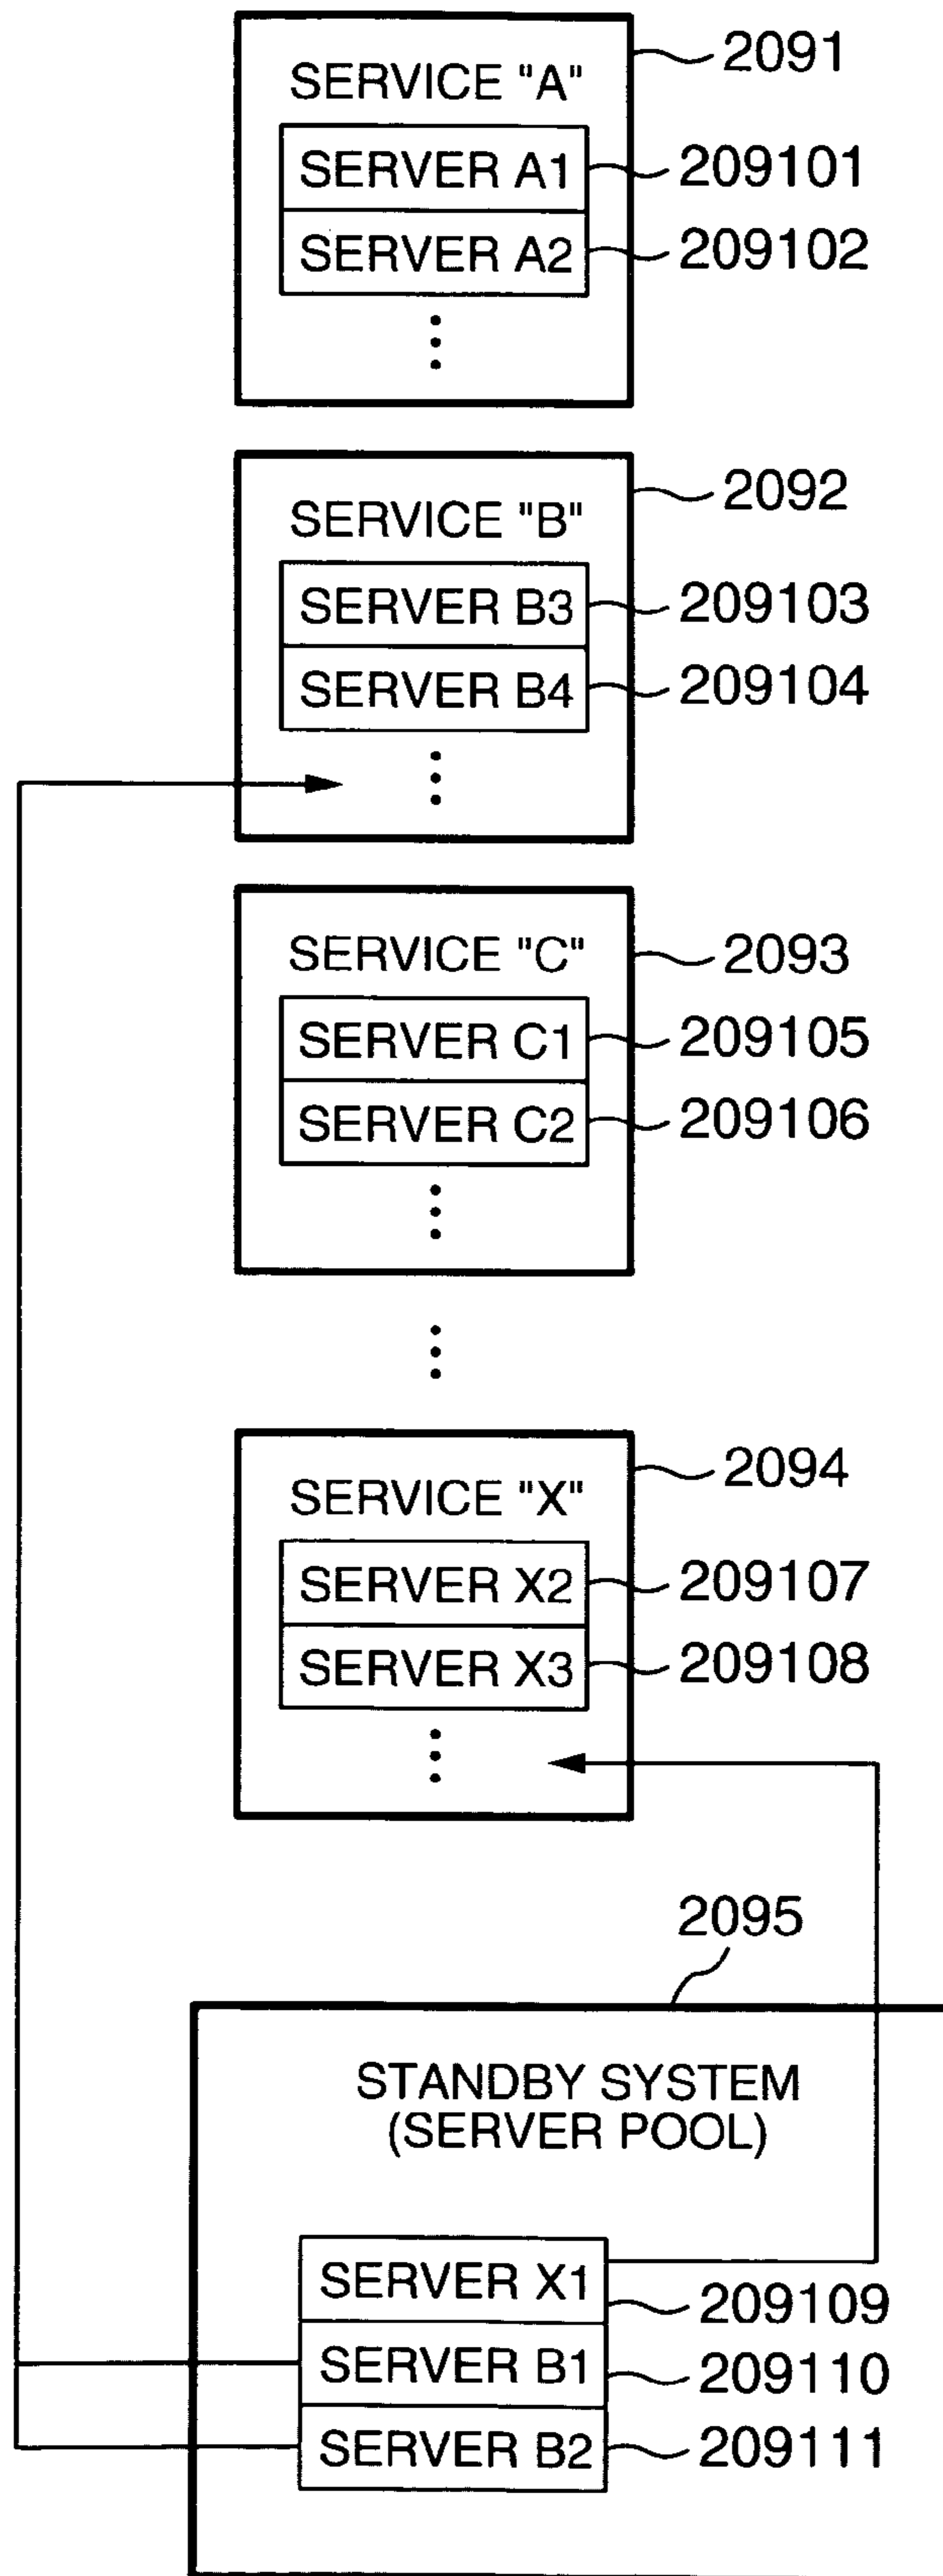 2091
SERVICE "A"
SERVER A1
209101
SERVER A2
209102
2092
SERVICE "B"
SERVER B3
209103
SERVER B4
209104
SERVICE "C"
2093
SERVER C1
209105
SERVER C2
209106
2094
SERVICE "X"
SERVER X2
209107
SERVER X3
209108
2095
STANDBY SYSTEM
(SERVER POOL)
SERVER X1
209109
SERVER B1
209110
SERVER B2
209111